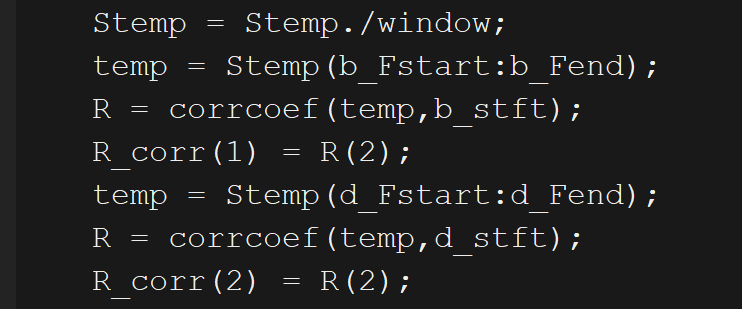 Stemp = Stemp./window;
temp = Stemp(b_Fstart:b_Fend);
R = corrcoef(temp,b_stft);
R_corr(1) = R(2);
temp = Stemp(d_Fstart:d_Fend);
R = corrcoef(temp,d_stft);
R_corr(2) = R(2);